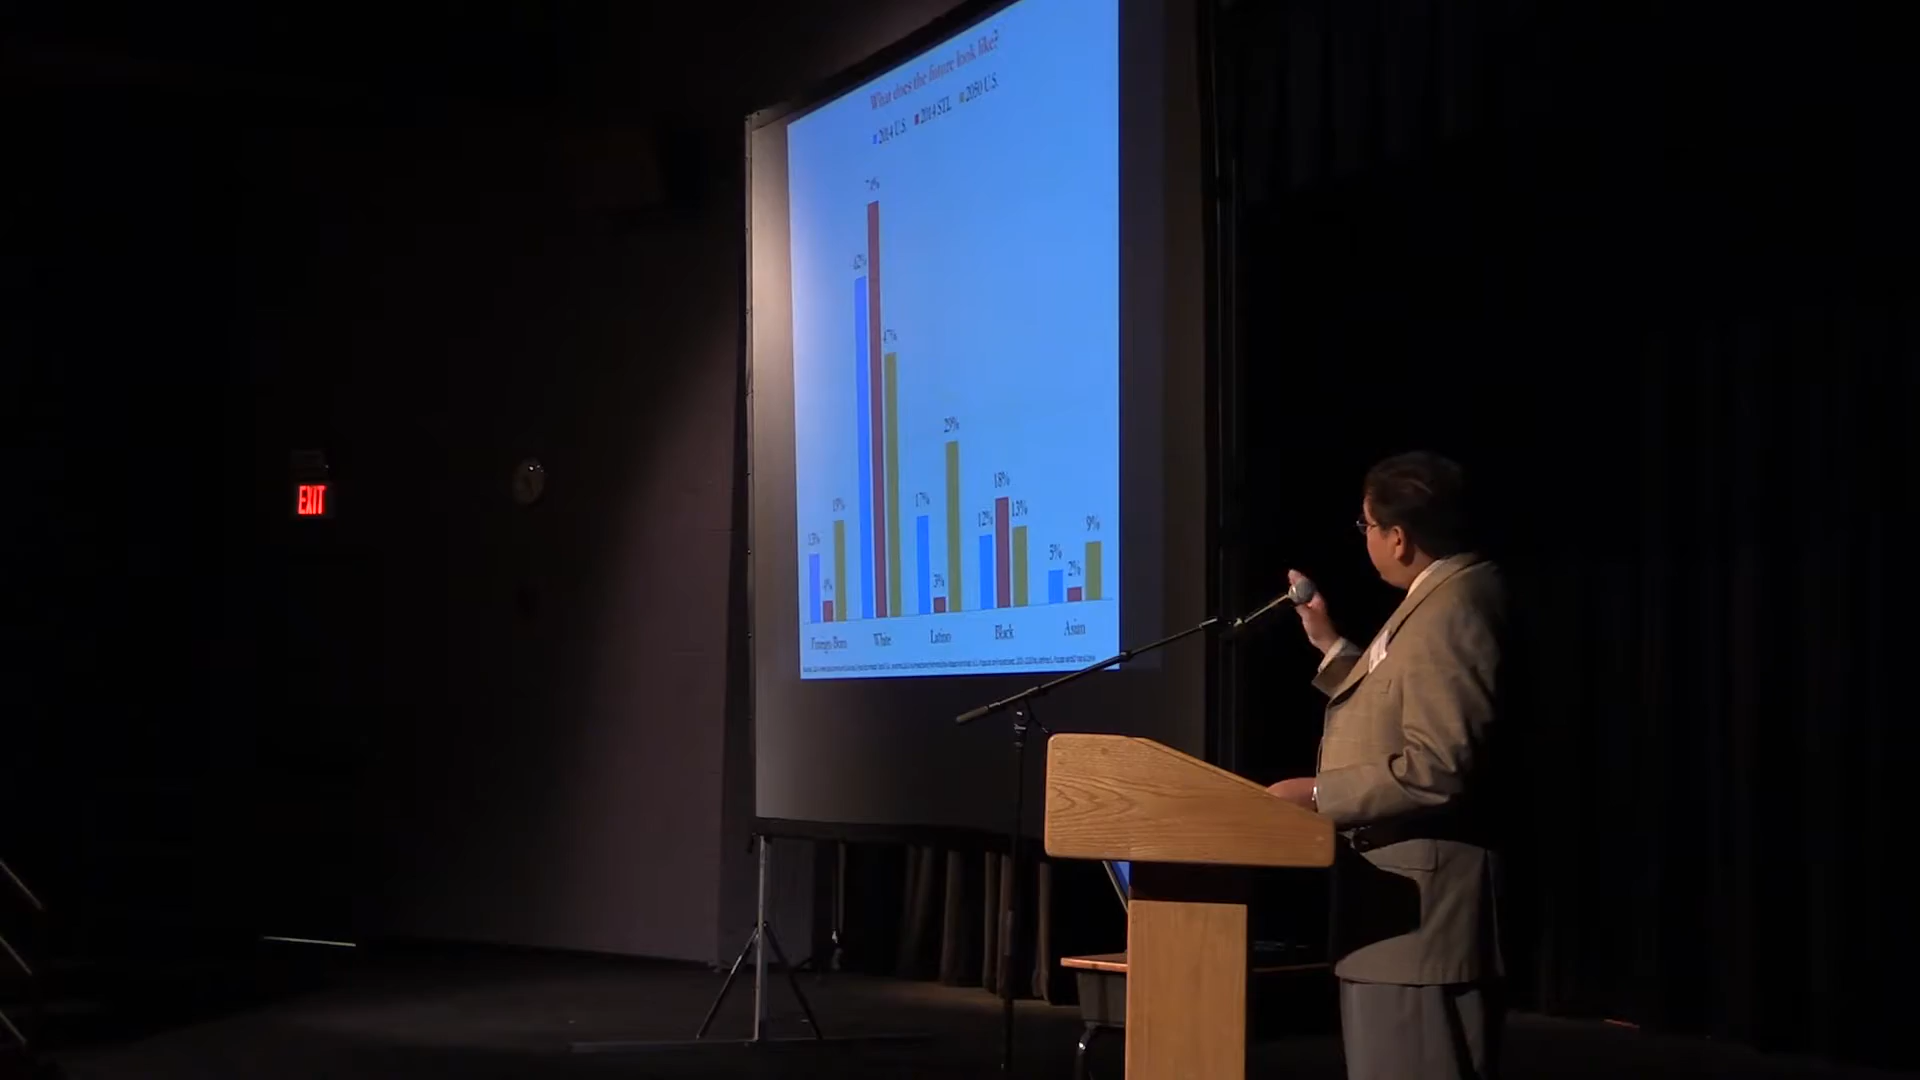 EXIT
What does the future look like?
2014 U.S. 2014 STL 2050 U.S.
13% 4% 19%
62% 47%
17% 3% 29%
12% 18% 13%
5% 2% 9%
Foreign-Born White Latino Black Asian